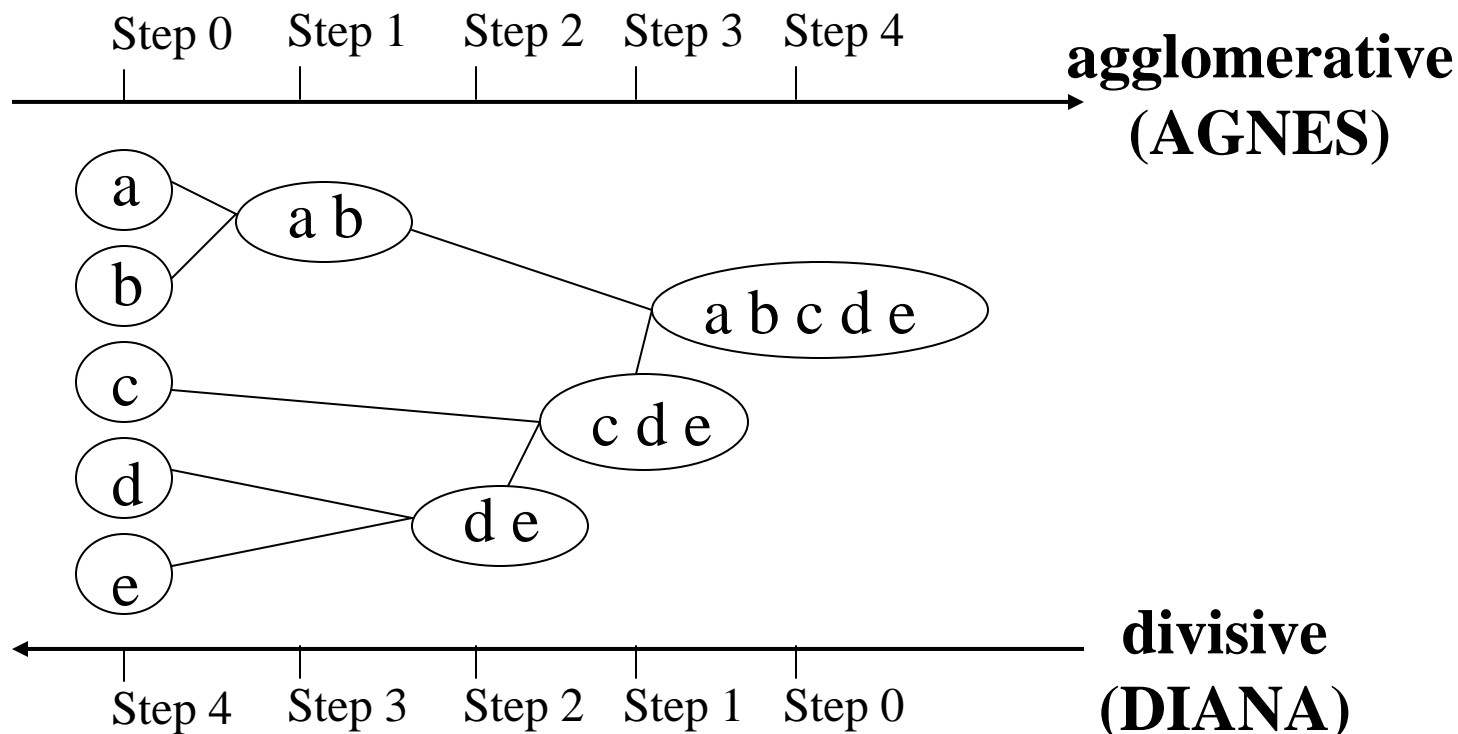 Step 0 Step 1 Step 2 Step 3 Step 4
agglomerative
(AGNES)
a
a b
b
a b c d e
c
c d e
d
d e
e
divisive
(DIANA)
Step 4 Step 3 Step 2 Step 1 Step 0